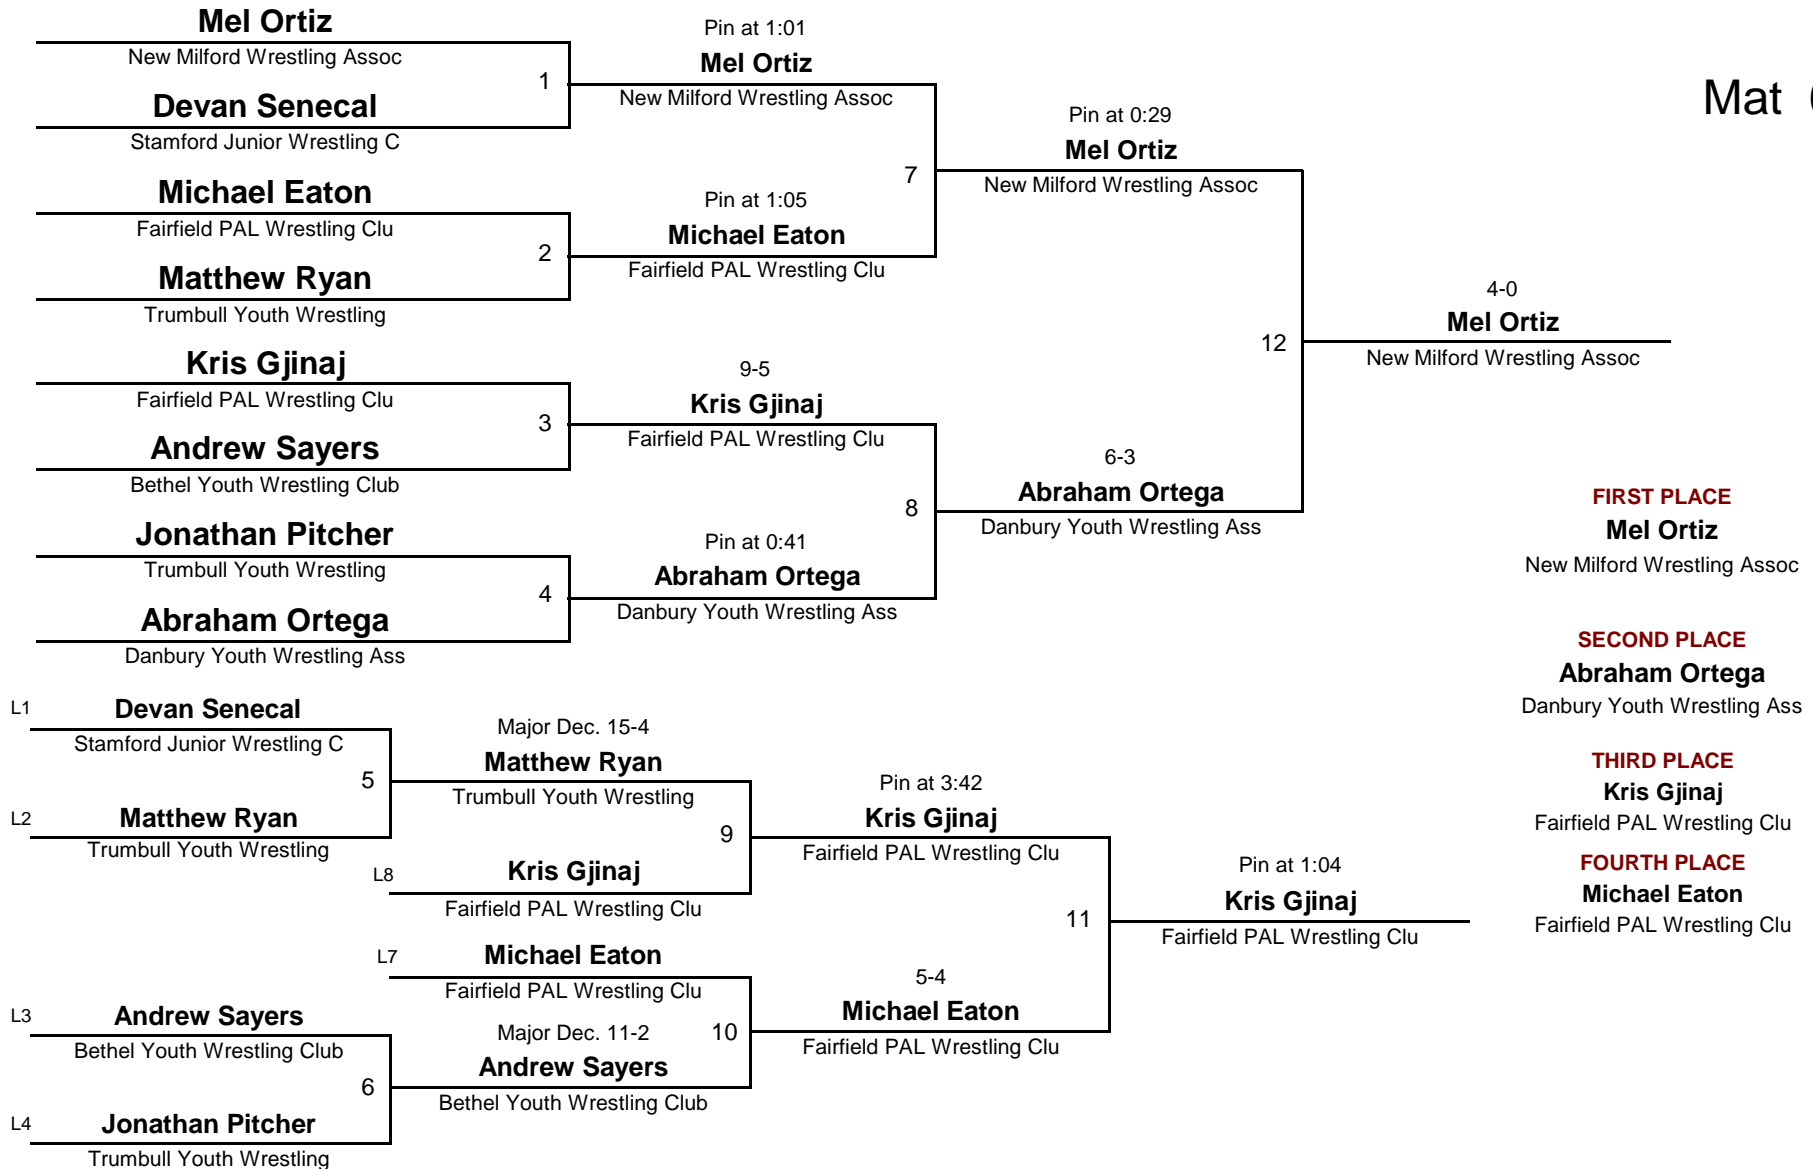 Mel Ortiz
New Milford Wrestling Assoc
1
Devan Senecal
Stamford Junior Wrestling C
Michael Eaton
Fairfield PAL Wrestling Clu
2
Matthew Ryan
Trumbull Youth Wrestling
Kris Gjinaj
Fairfield PAL Wrestling Clu
3
Andrew Sayers
Bethel Youth Wrestling Club
Jonathan Pitcher
Trumbull Youth Wrestling
4
Abraham Ortega
Danbury Youth Wrestling Ass
Pin at 1:01
Mel Ortiz
New Milford Wrestling Assoc
7
Pin at 1:05
Michael Eaton
Fairfield PAL Wrestling Clu
9-5
Kris Gjinaj
Fairfield PAL Wrestling Clu
8
Pin at 0:41
Abraham Ortega
Danbury Youth Wrestling Ass
Pin at 0:29
Mel Ortiz
New Milford Wrestling Assoc
12
6-3
Abraham Ortega
Danbury Youth Wrestling Ass
4-0
Mel Ortiz
New Milford Wrestling Assoc
Mat
FIRST PLACE
Mel Ortiz
New Milford Wrestling Assoc
SECOND PLACE
Abraham Ortega
Danbury Youth Wrestling Ass
THIRD PLACE
Kris Gjinaj
Fairfield PAL Wrestling Clu
FOURTH PLACE
Michael Eaton
Fairfield PAL Wrestling Clu
L1 Devan Senecal
Stamford Junior Wrestling C
5
L2 Matthew Ryan
Trumbull Youth Wrestling
L3 Andrew Sayers
Bethel Youth Wrestling Club
6
L4 Jonathan Pitcher
Trumbull Youth Wrestling
Major Dec. 15-4
Matthew Ryan
Trumbull Youth Wrestling
9
L8 Kris Gjinaj
Fairfield PAL Wrestling Clu
L7 Michael Eaton
Fairfield PAL Wrestling Clu
Major Dec. 11-2 10
Andrew Sayers
Bethel Youth Wrestling Club
Pin at 3:42
Kris Gjinaj
Fairfield PAL Wrestling Clu
11
5-4
Michael Eaton
Fairfield PAL Wrestling Clu
Pin at 1:04
Kris Gjinaj
Fairfield PAL Wrestling Clu